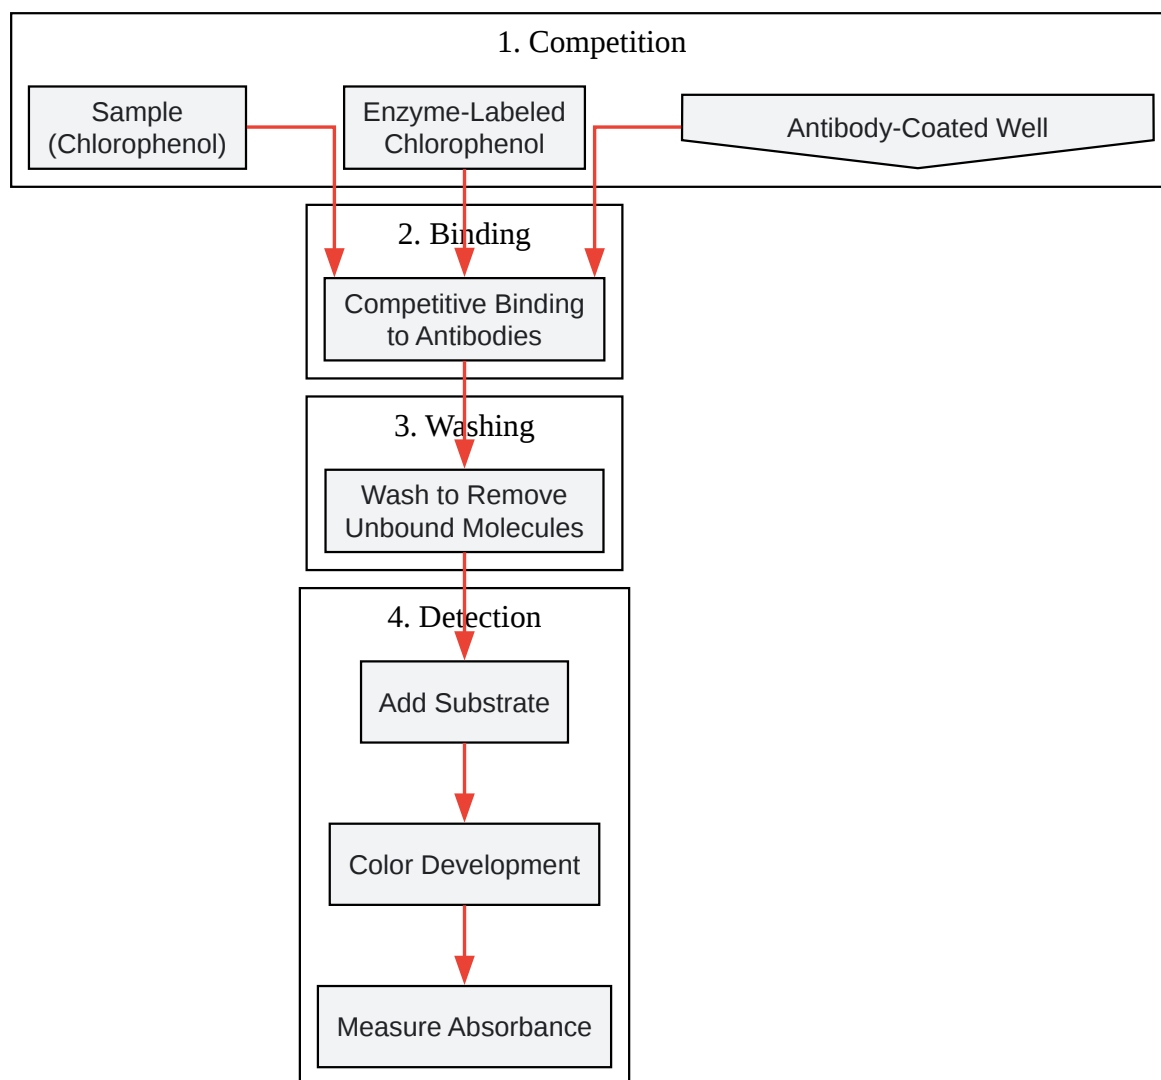 1. Competition
Sample
(Chlorophenol)
Enzyme-Labeled
Chlorophenol
Antibody-Coated Well
2. Binding
Competitive Binding
to Antibodies
3. Washing
Wash to Remove
Unbound Molecules
4. Detection
Add Substrate
Color Development
Measure Absorbance